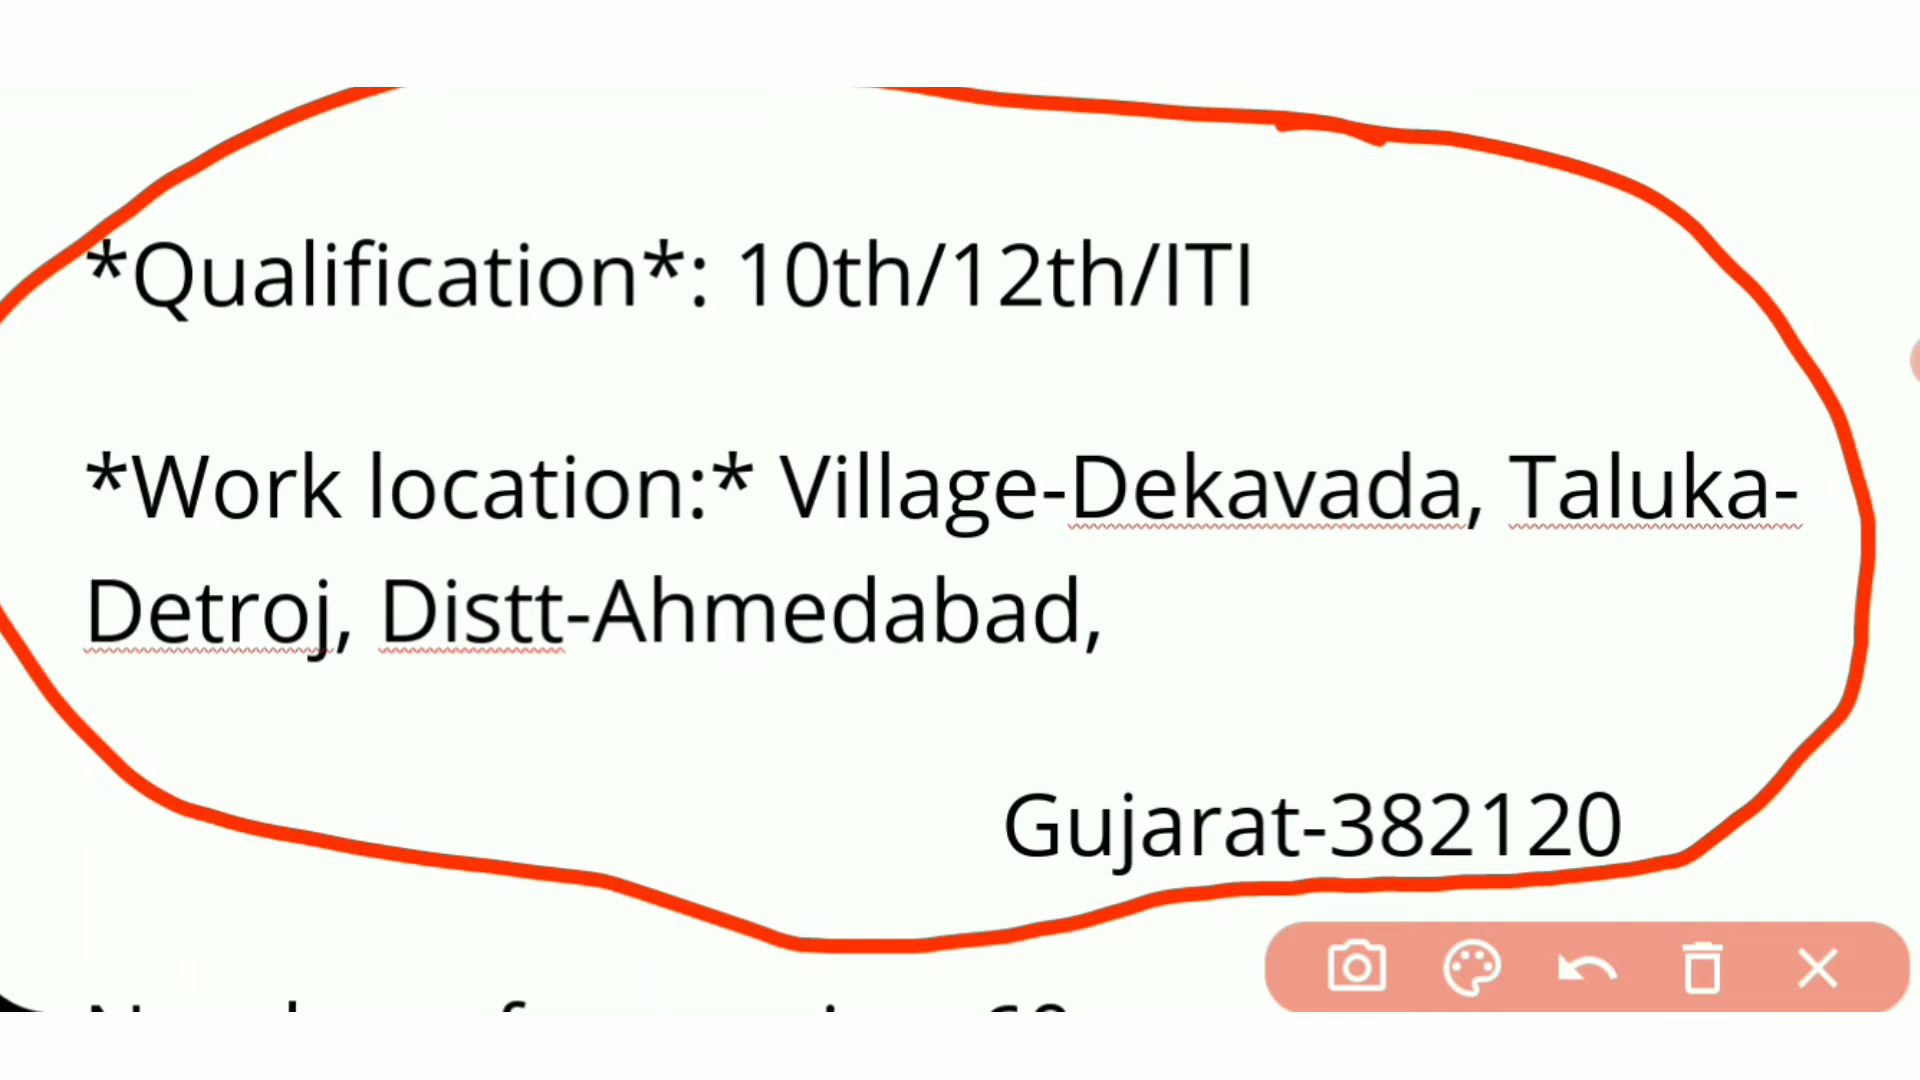 *Qualification*: 10th/12th/ITI
*Work location:* Village-Dekavada, Taluka-
Detroj, Distt-Ahmedabad,
Gujarat-382120